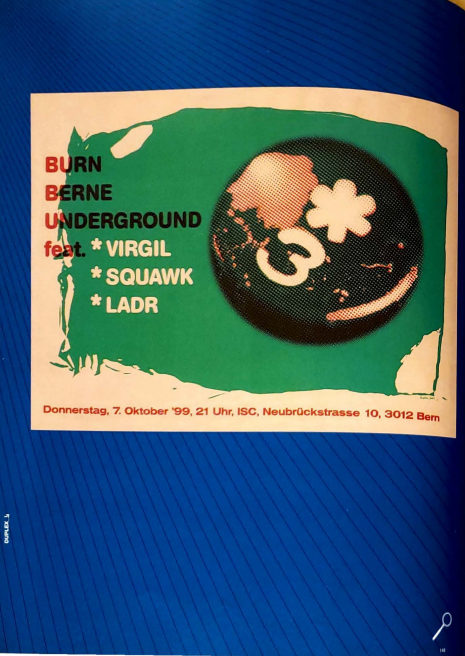 BURN
BERNE
UNDERGROUND
feat. * VIRGIL
* SQUAWK
* LADR
3*
Donnerstag, 7. Oktober '99, 21 Uhr, ISC, Neubrückstrasse 10, 3012 Bern
DUPLEX